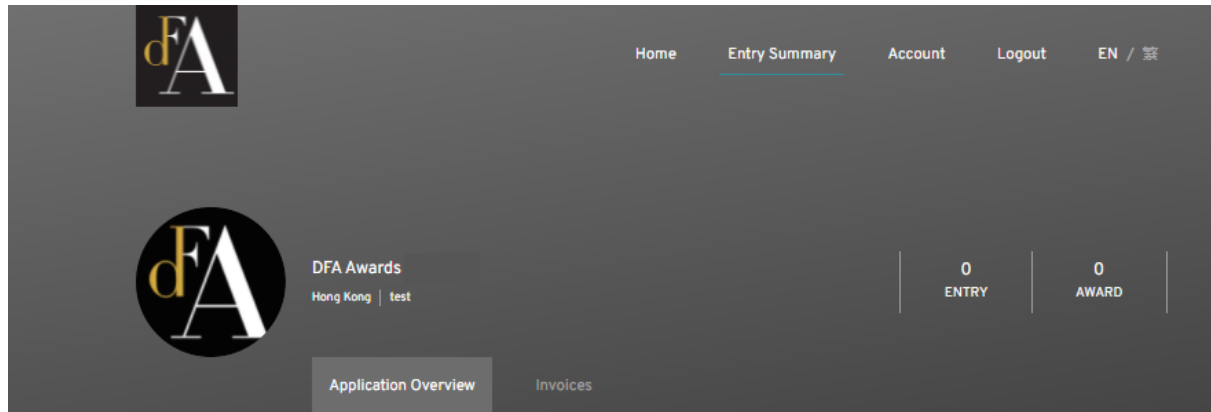 dFA
Home Entry Summary Account Logout EN / 繁
dFA
DFA Awards
Hong Kong | test
0 0
ENTRY AWARD
Application Overview Invoices